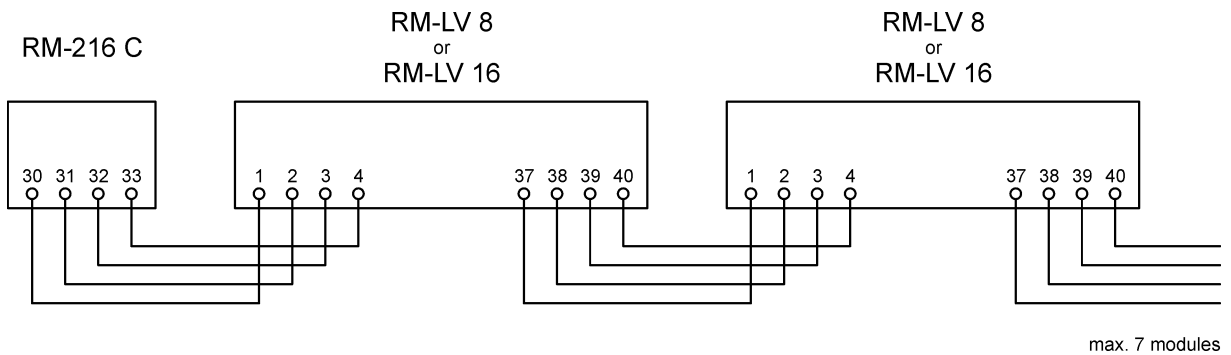 RM-216 C
RM-LV 8
or
RM-LV 16
RM-LV 8
or
RM-LV 16
30 31 32 33
1 2 3 4
37 38 39 40
1 2 3 4
37 38 39 40
max. 7 modules